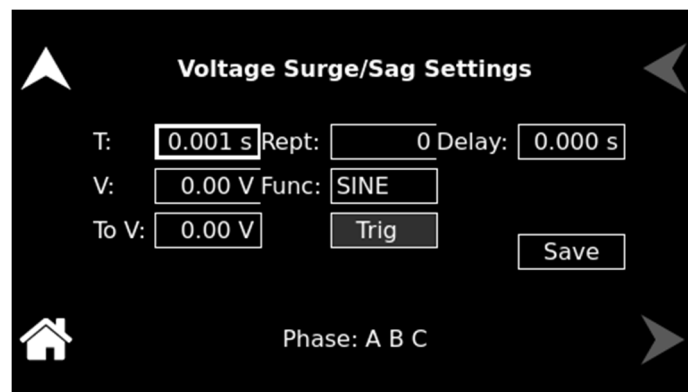 Voltage Surge/Sag Settings
T: 0.001 s Rept: 0 Delay: 0.000 s
V: 0.00 V Func: SINE
To V: 0.00 V Trig
Save
Phase: A B C